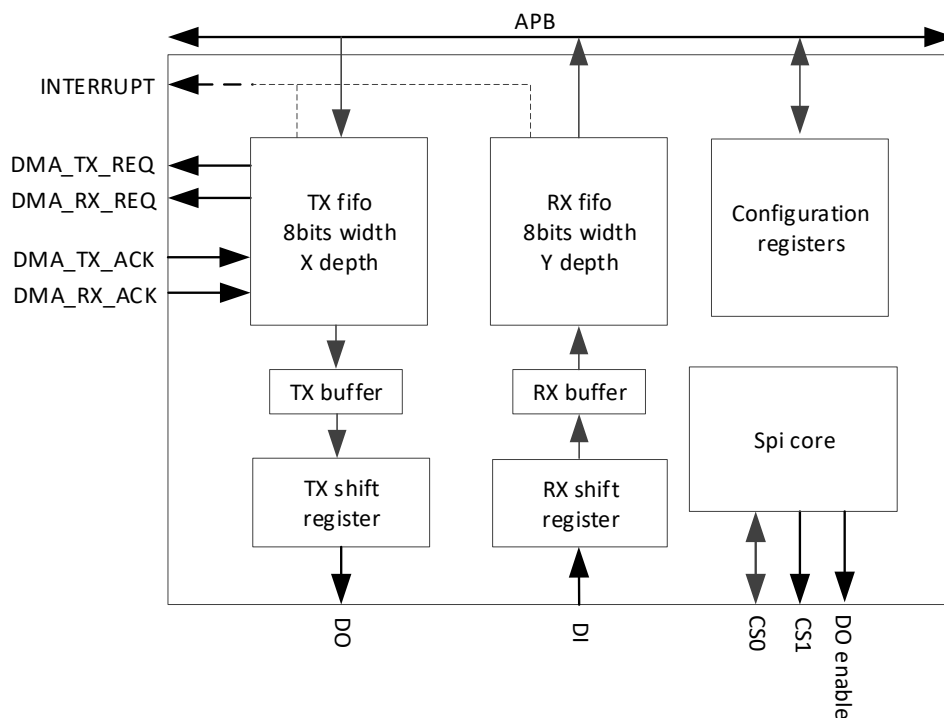 APB
INTERRUPT
DMA_TX_REQ
DMA_RX_REQ
DMA_TX_ACK
DMA_RX_ACK
TX fifo
8bits width
X depth
RX fifo
8bits width
Y depth
Configuration
registers
TX buffer
RX buffer
Spi core
TX shift
register
RX shift
register
DO
DI
CS0
CS1
DO enable